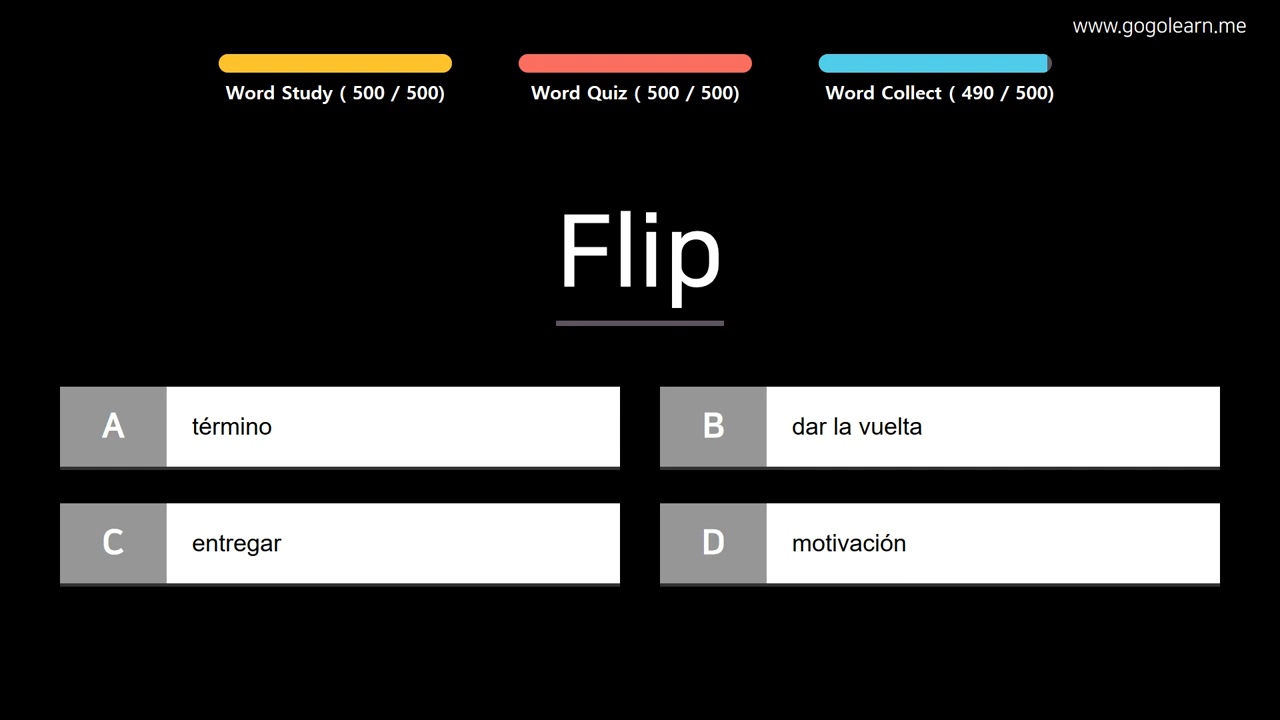 www.gogolearn.me
Word Study ( 500 / 500)
Word Quiz ( 500 / 500)
Word Collect ( 490 / 500)
Flip
A término
B dar la vuelta
C entregar
D motivación